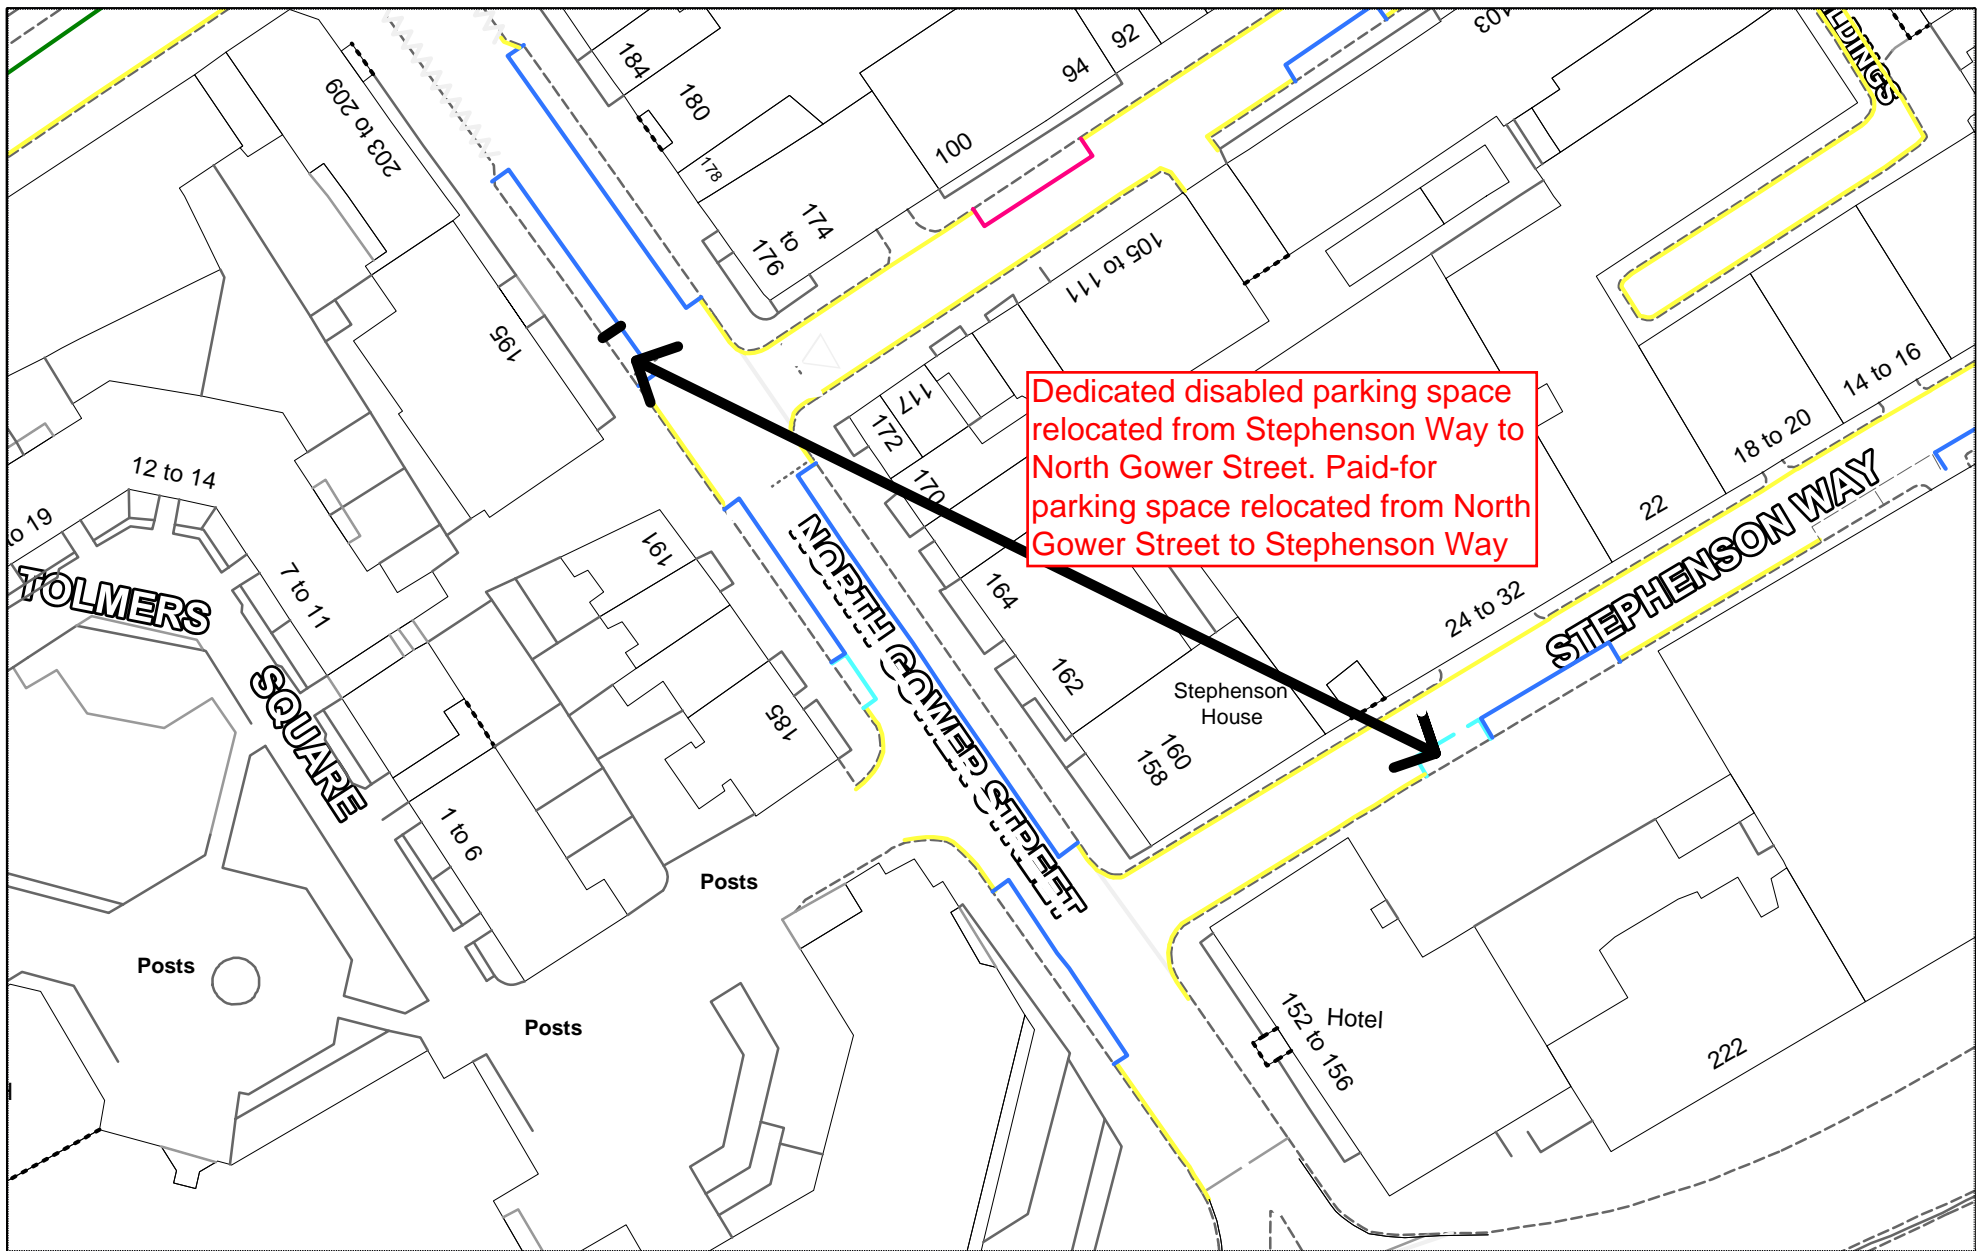 184
180
178
92
94
100
103
203 to 209
174
to
176
105 to 111
195
117
172
170
Dedicated disabled parking space
relocated from Stephenson Way to
North Gower Street. Paid-for
parking space relocated from North
Gower Street to Stephenson Way
14 to 16
18 to 20
22
24 to 32
STEPHENSON WAY
12 to 14
to 19
7 to 11
TOLMERS
SQUARE
191
185
NORTH GOWER STREET
164
162
160
158
Stephenson
House
1 to 6
Posts
Posts
Posts
152 to 156
Hotel
222